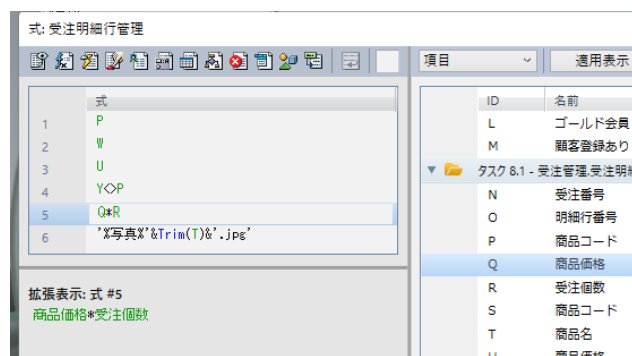 式: 受注明細行管理
項目
適用表示
式
1 P
2 W
3 U
4 Y<>P
5 Q*R
6 '%写真%'&Trim(T)&'.jpg'
拡張表示: 式 #5
商品価格*受注個数
ID 名前
L ゴールド会員
M 顧客登録あり
タスク 8.1 - 受注管理.受注明
N 受注番号
O 明細行番号
P 商品コード
Q 商品価格
R 受注個数
S 商品コード
T 商品名
U 商品価格